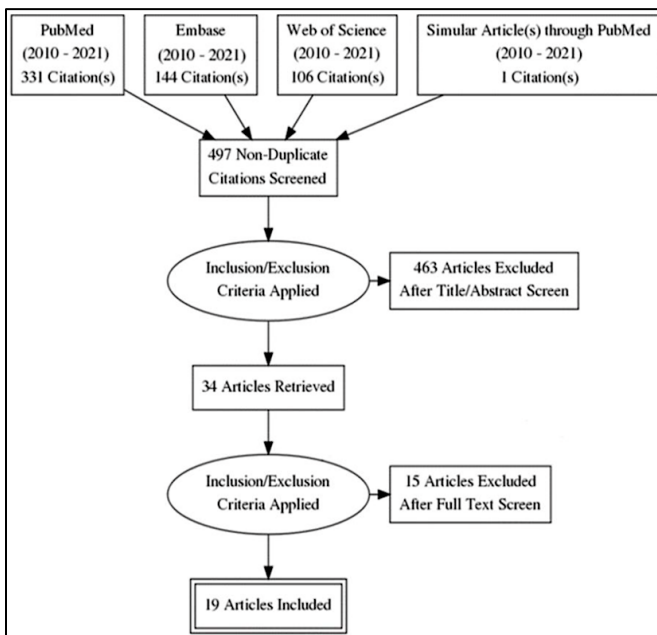 PubMed
(2010 - 2021)
331 Citation(s)
Embase
(2010 - 2021)
144 Citation(s)
Web of Science
(2010 - 2021)
106 Citation(s)
Simular Article(s) through PubMed
(2010 - 2021)
1 Citation(s)
497 Non-Duplicate
Citations Screened
Inclusion/Exclusion
Criteria Applied
463 Articles Excluded
After Title/Abstract Screen
34 Articles Retrieved
Inclusion/Exclusion
Criteria Applied
15 Articles Excluded
After Full Text Screen
19 Articles Included